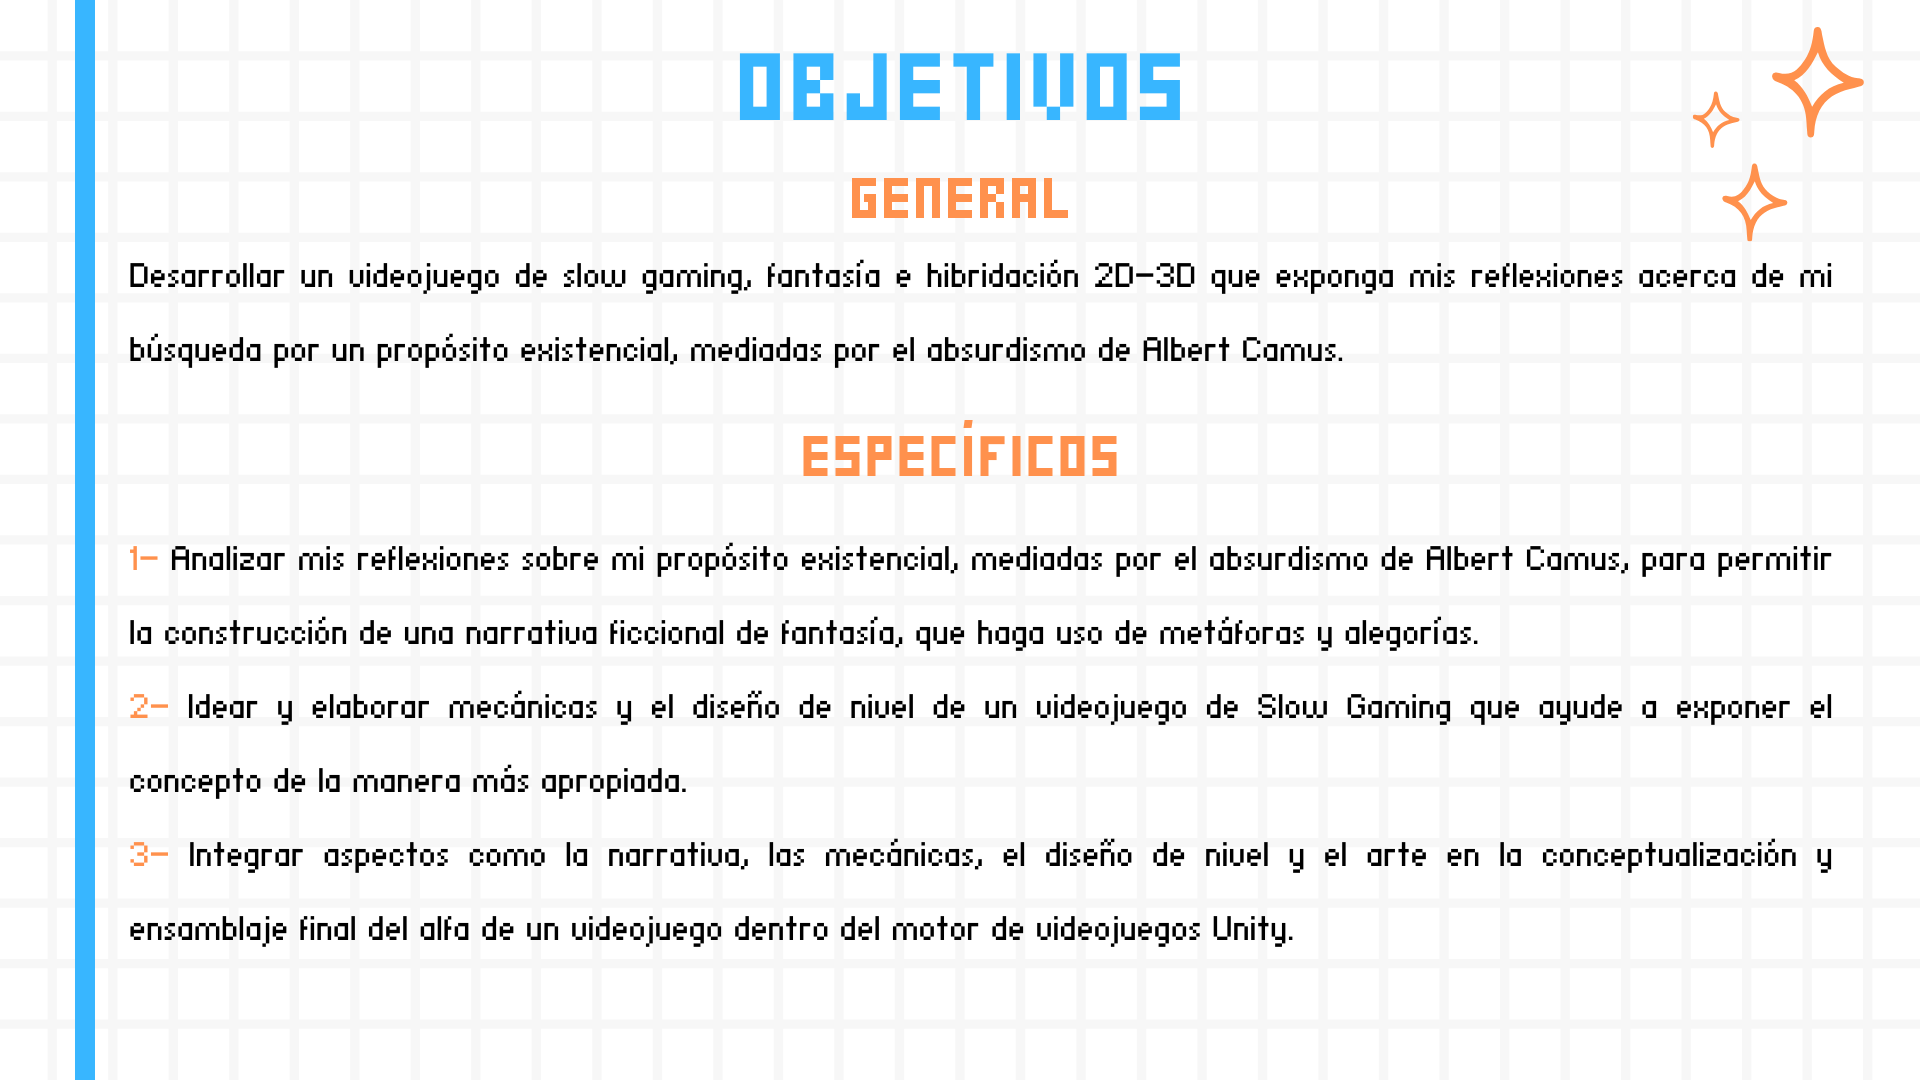 OBJETIVOS
GENERAL
Desarrollar un videojuego de slow gaming, fantasía e hibridación 2D-3D que exponga mis reflexiones acerca de mi
búsqueda por un propósito existencial, mediadas por el absurdismo de Albert Camus.
ESPECÍFICOS
1- Analizar mis reflexiones sobre mi propósito existencial, mediadas por el absurdismo de Albert Camus, para permitir
la construcción de una narrativa ficcional de fantasía, que haga uso de metáforas y alegorías.
2- Idear y elaborar mecánicas y el diseño de nivel de un videojuego de Slow Gaming que ayude a exponer el
concepto de la manera más apropiada.
3- Integrar aspectos como la narrativa, las mecánicas, el diseño de nivel y el arte en la conceptualización y
ensamblaje final del alfa de un videojuego dentro del motor de videojuegos Unity.